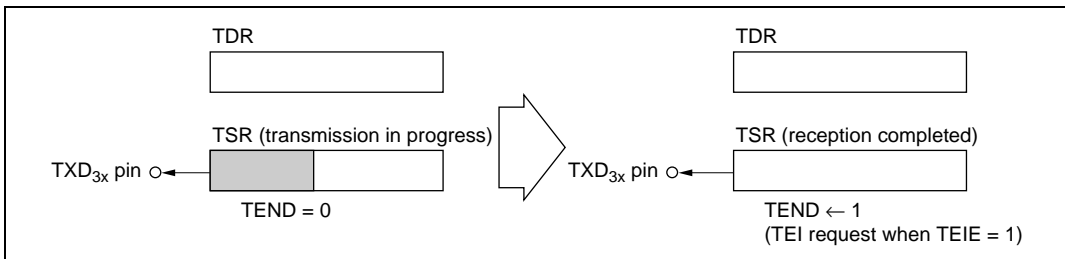 TDR
TSR (transmission in progress)
TXD3x pin
TEND = 0
TDR
TSR (reception completed)
TXD3x pin
TEND ← 1
(TEI request when TEIE = 1)